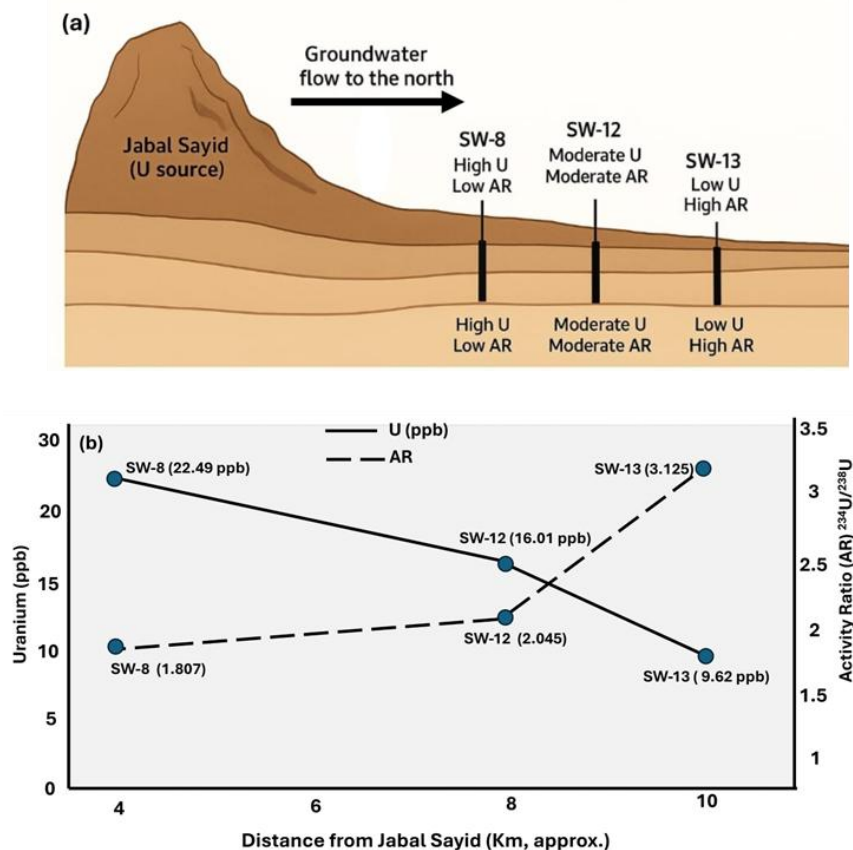 (a)
Groundwater
flow to the north
Jabal Sayid
(U source)
SW-8
High U
Low AR
SW-12
Moderate U
Moderate AR
SW-13
Low U
High AR
High U
Low AR
Moderate U
Moderate AR
Low U
High AR
(b)
U (ppb)
AR
30
20
15
10
5
0
Uranium (ppb)
3.5
3
2.5
2
1.5
1
Activity Ratio (AR) ²³⁴U/²³⁸U
SW-8 (22.49 ppb)
SW-12 (16.01 ppb)
SW-13 (3.125)
SW-8 (1.807)
SW-12 (2.045)
SW-13 ( 9.62 ppb)
4
6
8
10
Distance from Jabal Sayid (Km, approx.)